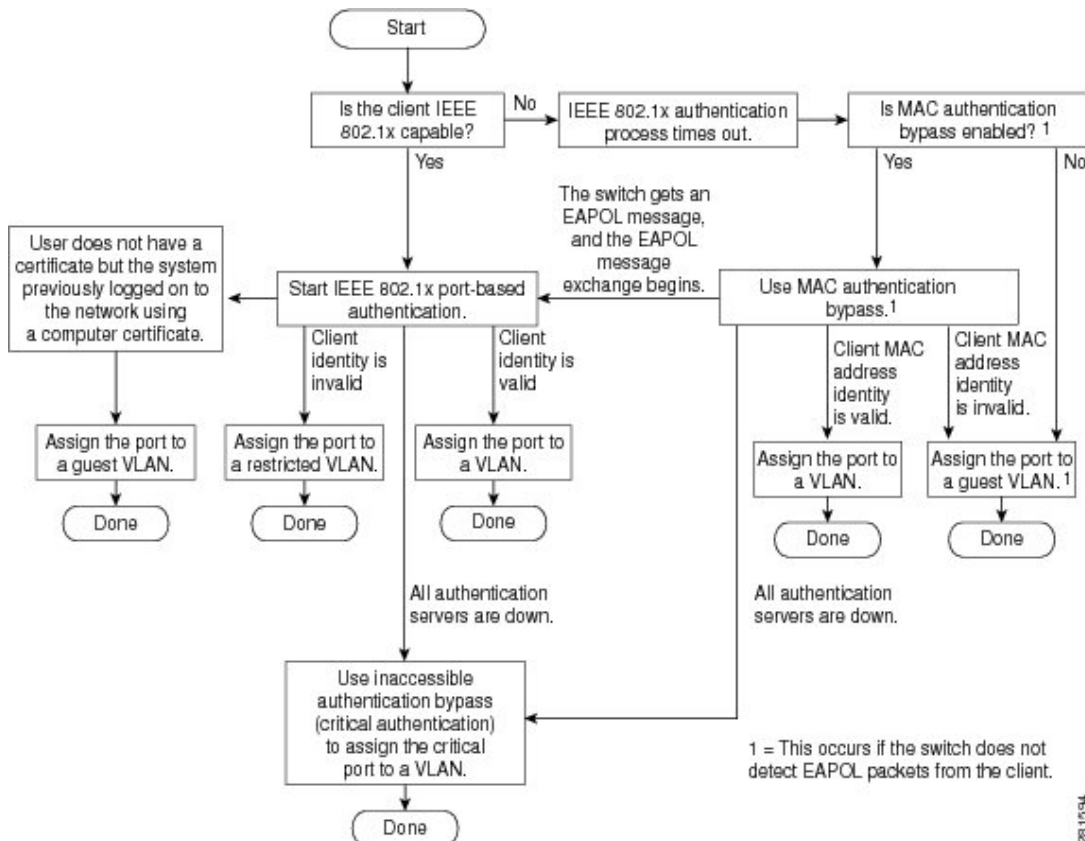 Start
Is the client IEEE
802.1x capable?
No
IEEE 802.1x authentication
process times out.
Is MAC authentication
bypass enabled? 1
Yes
Yes
No
The switch gets an
EAPOL message,
and the EAPOL
message
exchange begins.
User does not have a
certificate but the system
previously logged on to
the network using
a computer certificate.
Start IEEE 802.1x port-based
authentication.
Use MAC authentication
bypass.1
Client
identity is
invalid
Client
identity is
valid
Client MAC
address
identity
is valid.
Client MAC
address
identity
is invalid.
Assign the port to
a guest VLAN.
Assign the port to
a restricted VLAN.
Assign the port to
a VLAN.
Assign the port to
a VLAN.
Assign the port to
a guest VLAN.1
Done
Done
Done
Done
Done
All authentication
servers are down.
All authentication
servers are down.
Use inaccessible
authentication bypass
(critical authentication)
to assign the critical
port to a VLAN.
1 = This occurs if the switch does not
detect EAPOL packets from the client.
Done
281594